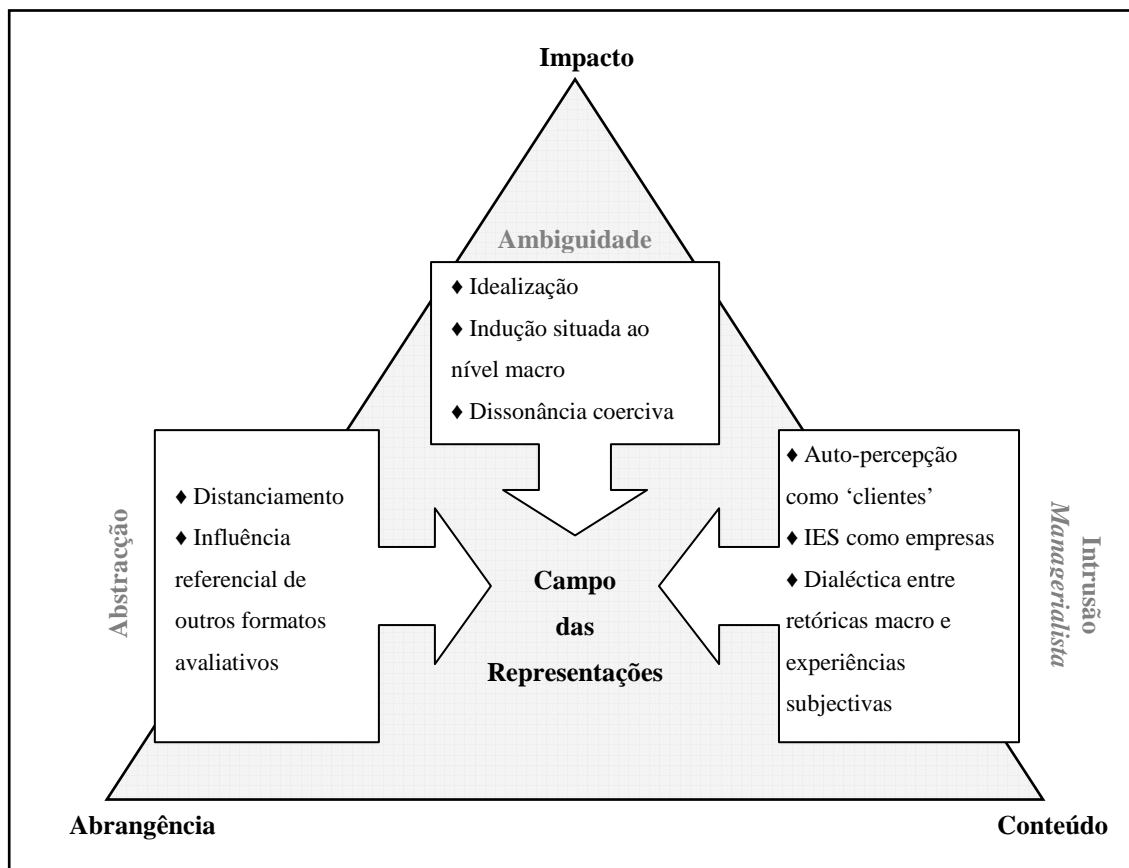 Impacto
Ambiguidade
♦ Idealização
♦ Indução situada ao
nível macro
♦ Dissonância coerciva
Abstracção
♦ Distanciamento
♦ Influência
referencial de
outros formatos
avaliativos
Campo
das
Representações
♦ Auto-percepção
como ‘clientes’
♦ IES como empresas
♦ Dialéctica entre
retóricas macro e
experiências
subjectivas
Intrusão
Managerialista
Abrangência
Conteúdo